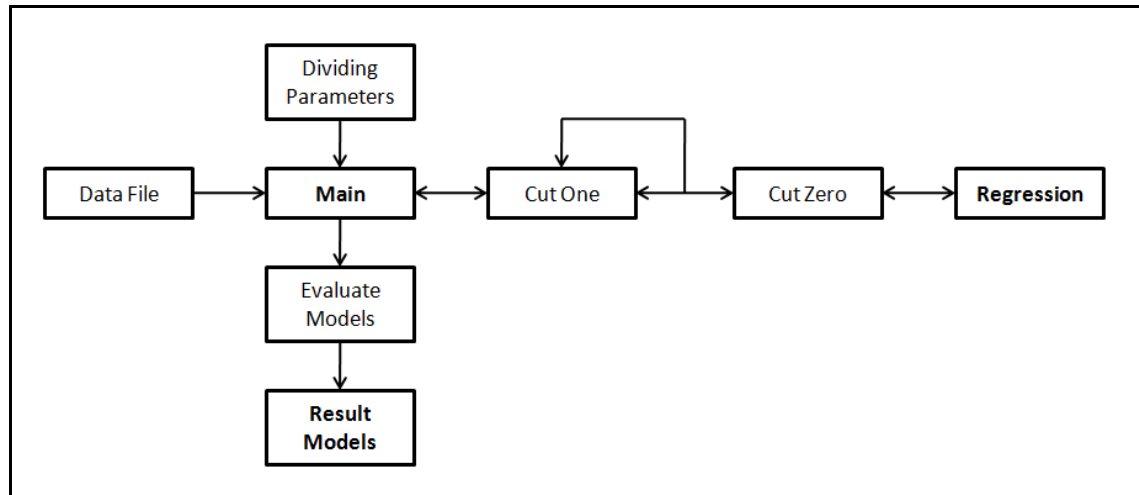 Dividing
Parameters
Data File
Main
Cut One
Cut Zero
Regression
Evaluate
Models
Result
Models